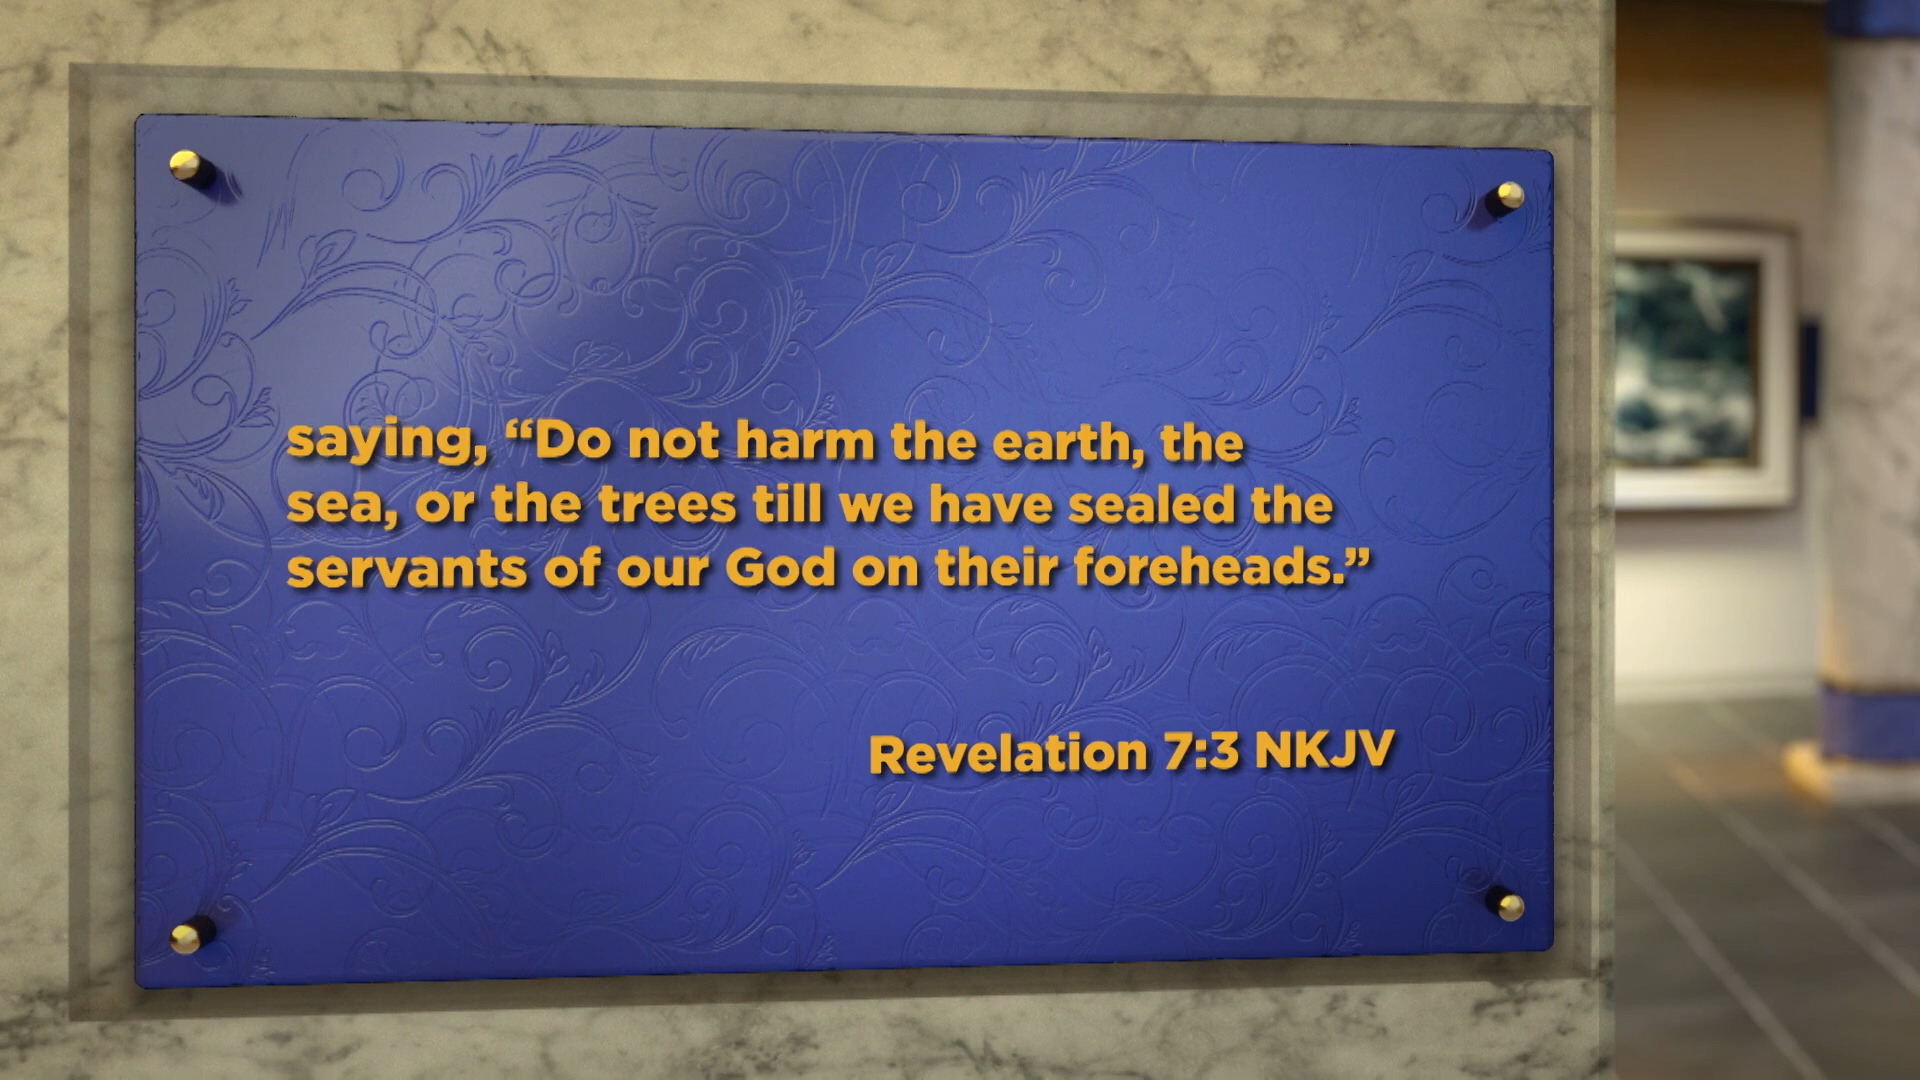 saying, “Do not harm the earth, the
sea, or the trees till we have sealed the
servants of our God on their foreheads.”
Revelation 7:3 NKJV